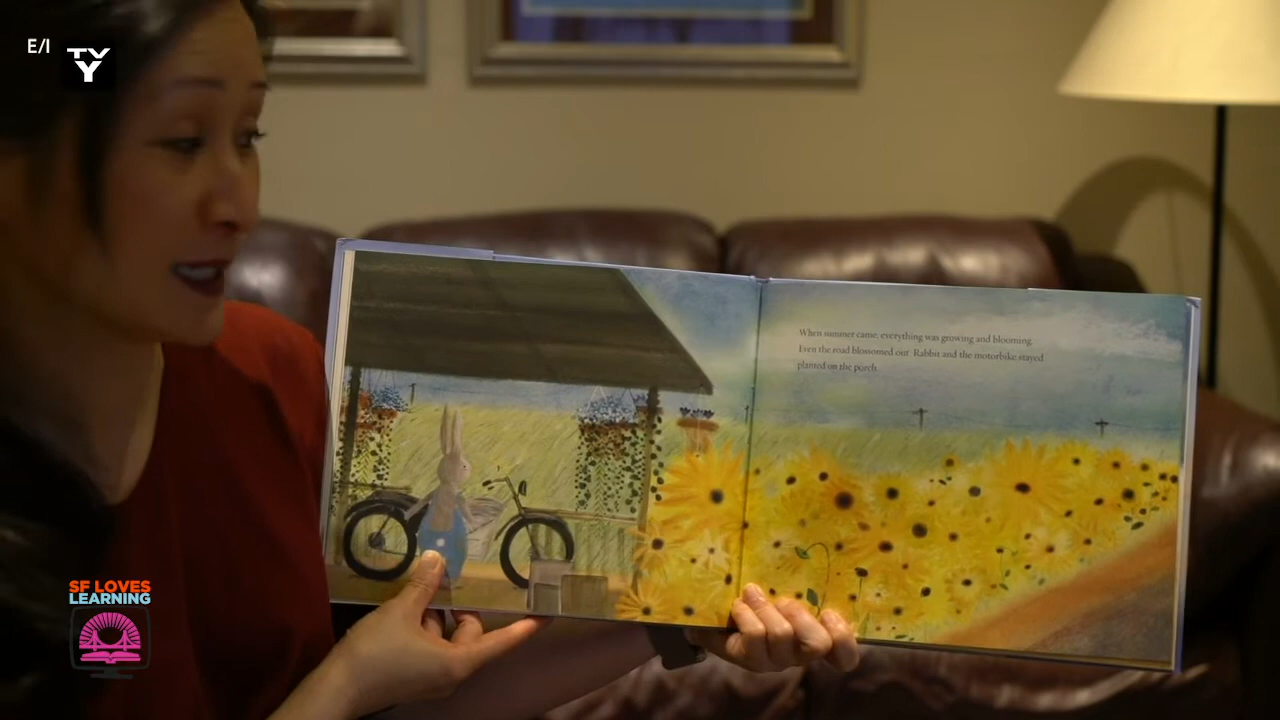 E/I
TV
Y
When summer came, everything was growing and blooming.
Even the road blossomed out. Rabbit and the motorbike stayed
planted on the porch.
SF LOVES
LEARNING